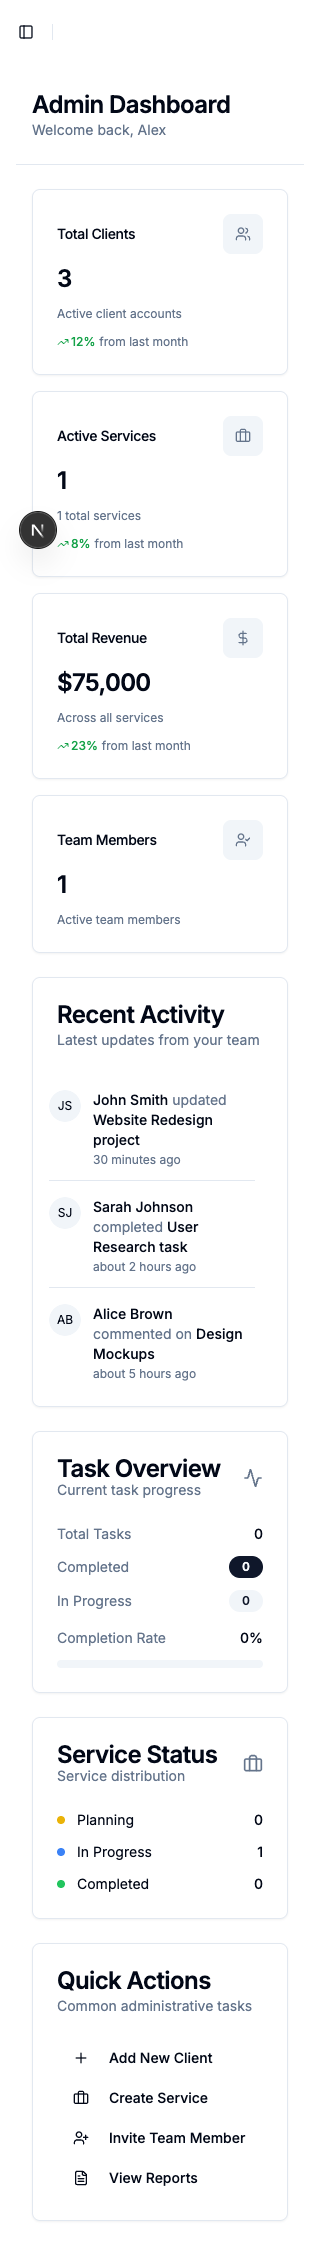 Admin Dashboard
Welcome back, Alex
Total Clients
3
Active client accounts
12% from last month
Active Services
1
1 total services
N
8% from last month
Total Revenue
$75,000
Across all services
23% from last month
Team Members
1
Active team members
Recent Activity
Latest updates from your team
JS
John Smith updated
Website Redesign
project
30 minutes ago
SJ
Sarah Johnson
completed User
Research task
about 2 hours ago
AB
Alice Brown
commented on Design
Mockups
about 5 hours ago
Task Overview
Current task progress
Total Tasks 0
Completed 0
In Progress 0
Completion Rate 0%
Service Status
Service distribution
Planning 0
In Progress 1
Completed 0
Quick Actions
Common administrative tasks
Add New Client
Create Service
Invite Team Member
View Reports